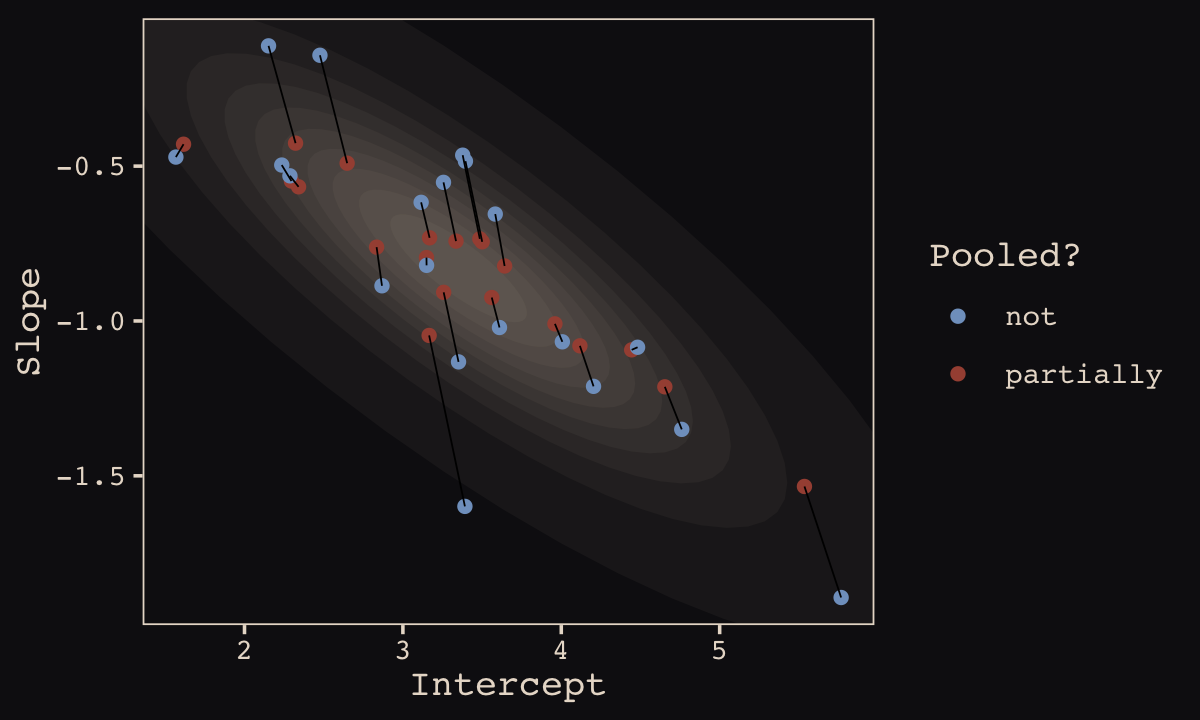 Slope
−0.5
−1.0
−1.5
2
3
4
5
Intercept
Pooled?
not
partially